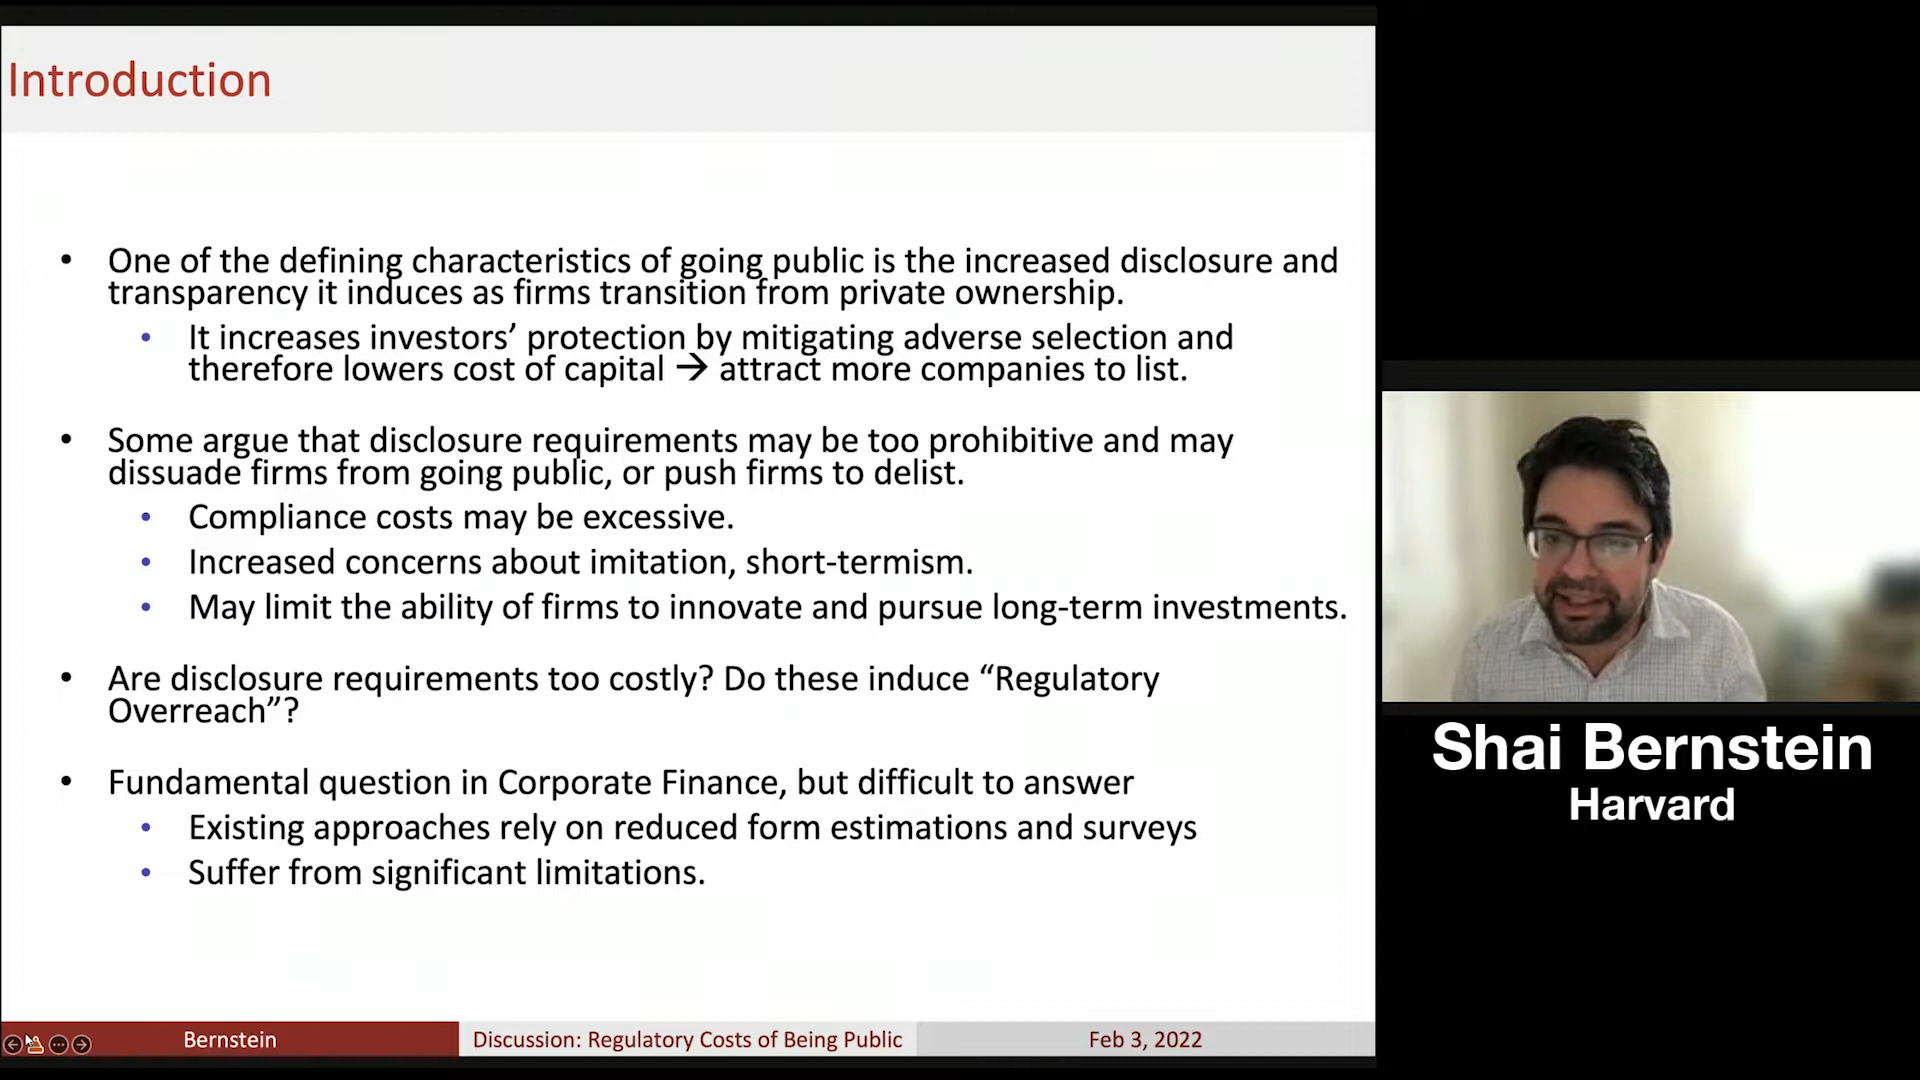 Introduction
• One of the defining characteristics of going public is the increased disclosure and
transparency it induces as firms transition from private ownership.
• It increases investors’ protection by mitigating adverse selection and
therefore lowers cost of capital → attract more companies to list.
• Some argue that disclosure requirements may be too prohibitive and may
dissuade firms from going public, or push firms to delist.
• Compliance costs may be excessive.
• Increased concerns about imitation, short-termism.
• May limit the ability of firms to innovate and pursue long-term investments.
• Are disclosure requirements too costly? Do these induce “Regulatory
Overreach”?
• Fundamental question in Corporate Finance, but difficult to answer
• Existing approaches rely on reduced form estimations and surveys
• Suffer from significant limitations.
Bernstein
Discussion: Regulatory Costs of Being Public
Feb 3, 2022
Shai Bernstein
Harvard